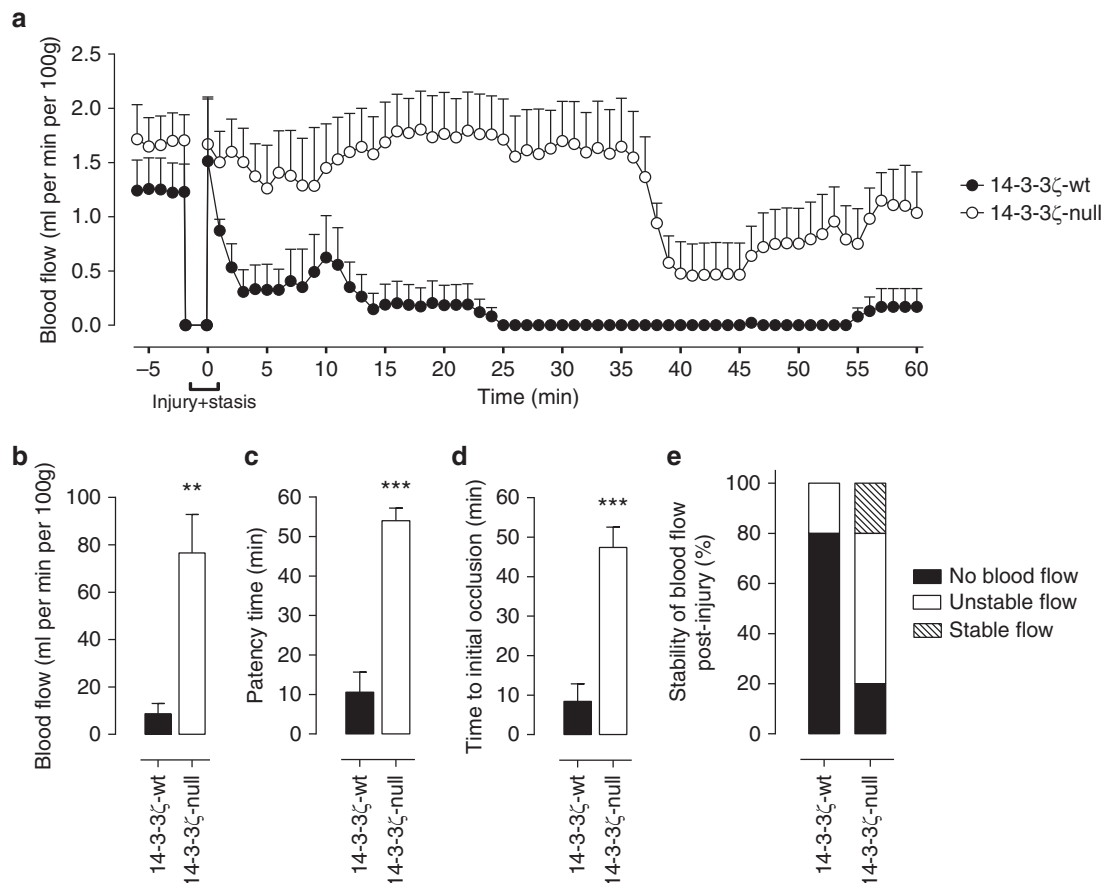 a
Blood flow (ml per min per 100g)
2.5
2.0
1.5
1.0
0.5
0.0
–5 0 5 10 15 20 25 30 35 40 45 50 55 60
Injury+stasis
Time (min)
14-3-3ζ-wt
14-3-3ζ-null
b
Blood flow (ml per min per 100g)
100
80
60
40
20
0
**
14-3-3ζ-wt
14-3-3ζ-null
c
Patency time (min)
60
50
40
30
20
10
0
***
14-3-3ζ-wt
14-3-3ζ-null
d
Time to initial occlusion (min)
60
50
40
30
20
10
0
***
14-3-3ζ-wt
14-3-3ζ-null
e
Stability of blood flow
post-injury (%)
100
80
60
40
20
0
14-3-3ζ-wt
14-3-3ζ-null
No blood flow
Unstable flow
Stable flow